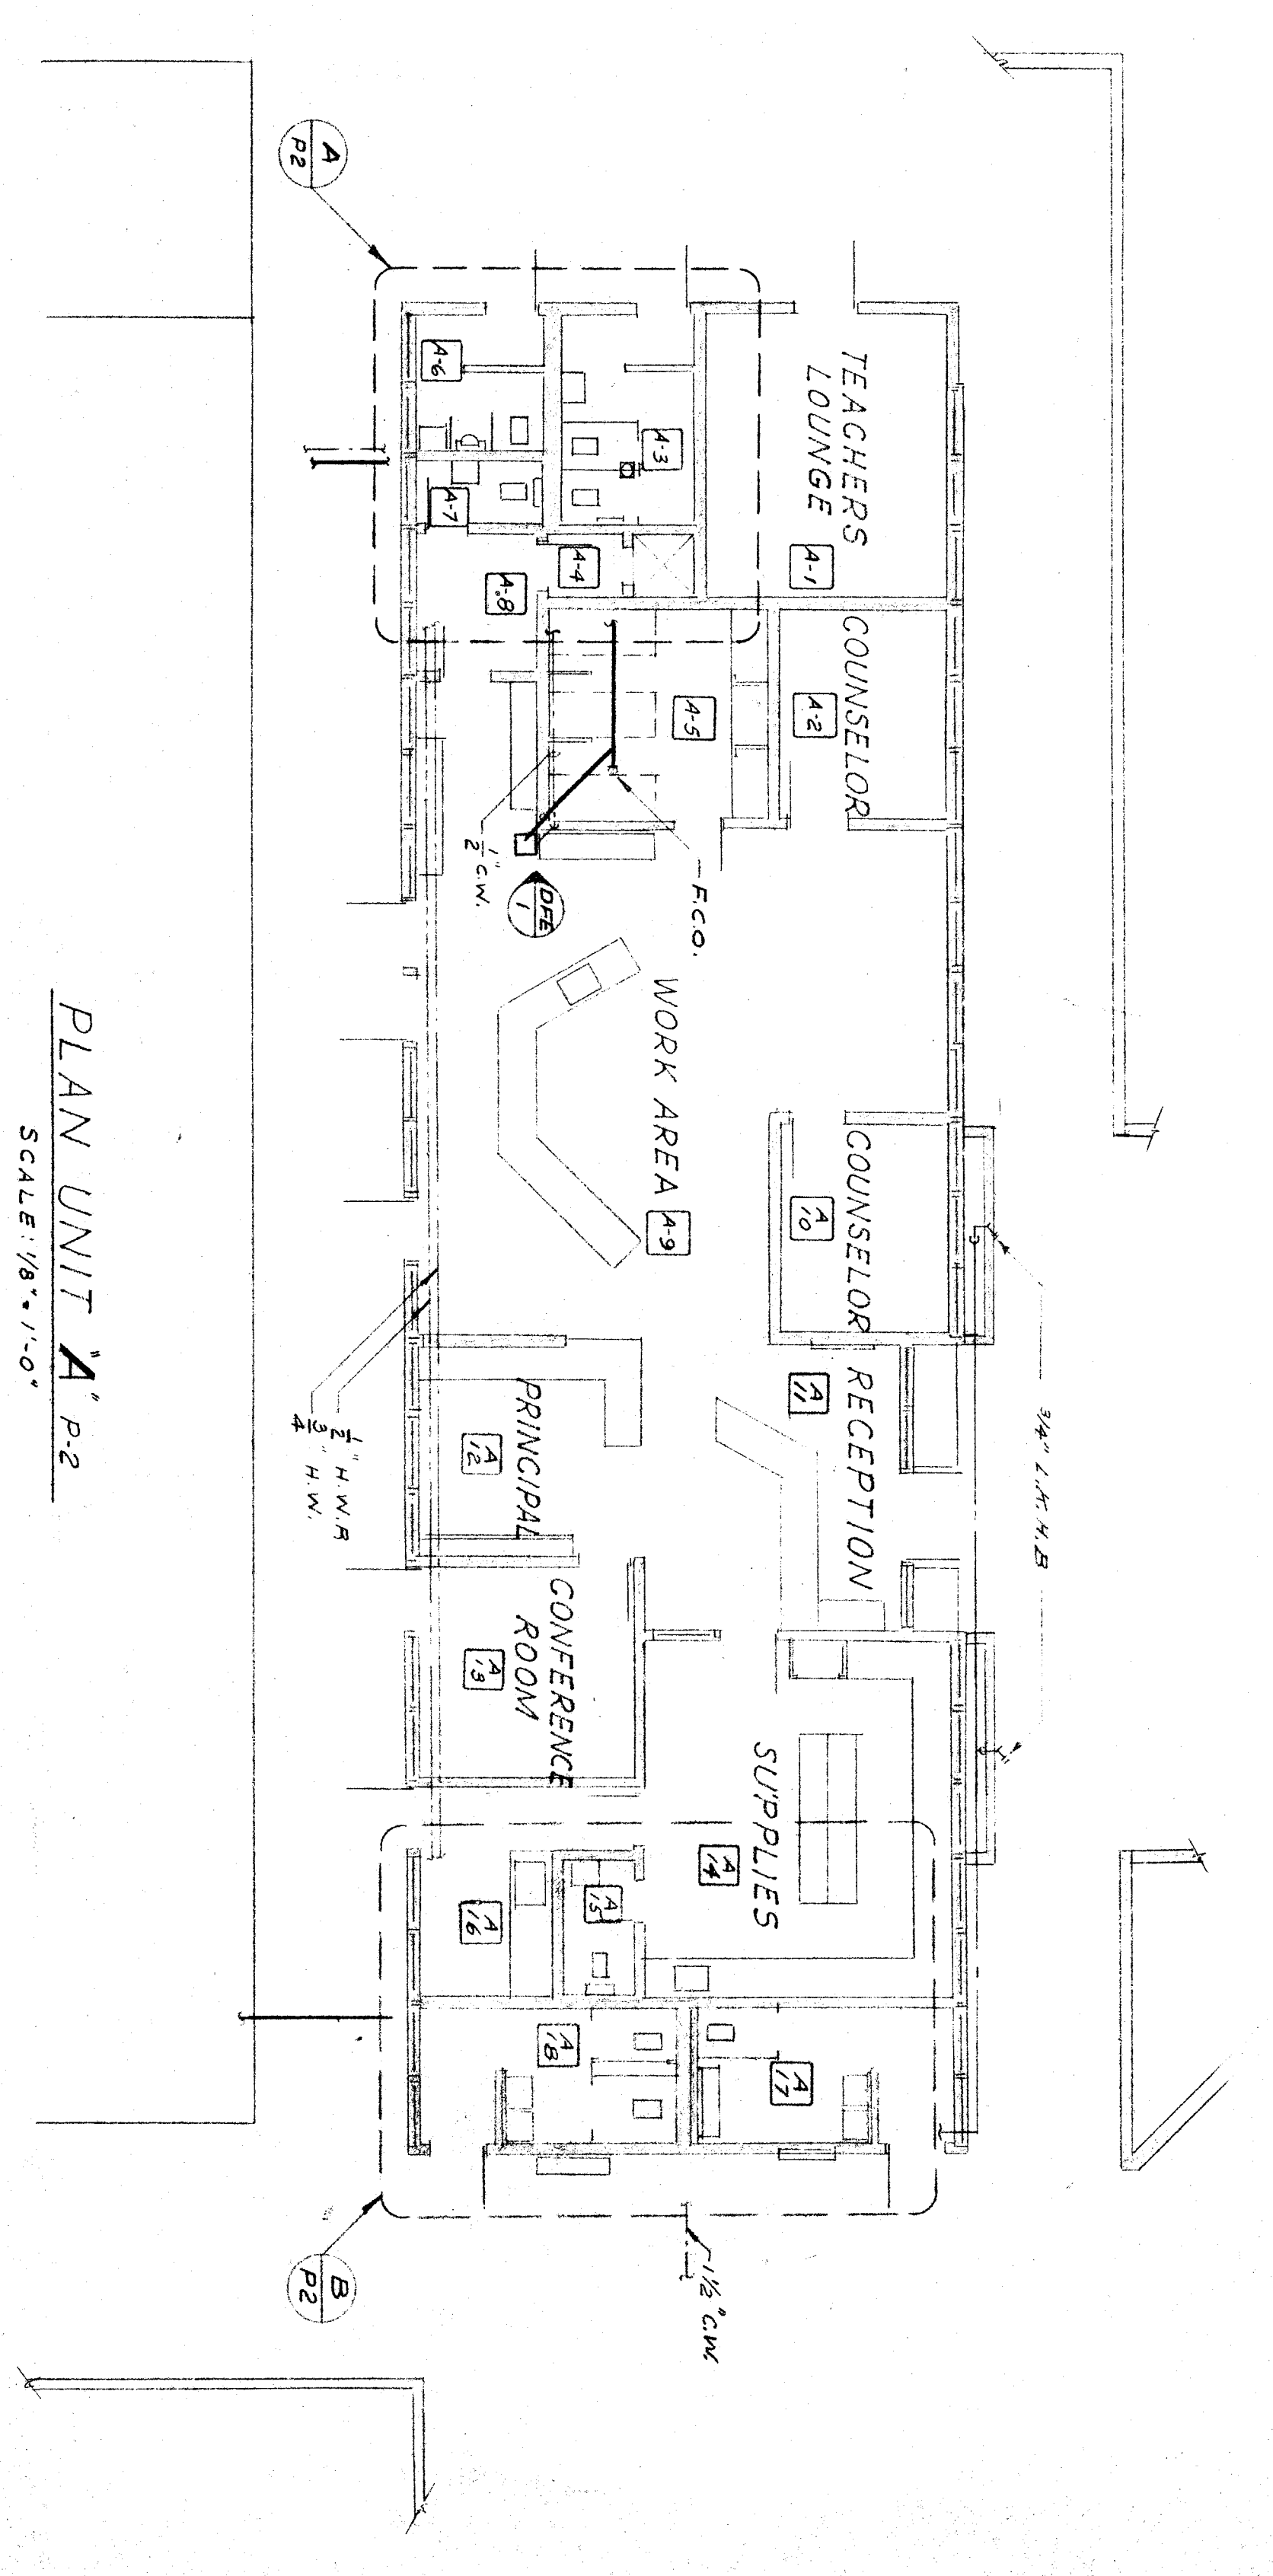 A
P2
TEACHERS
LOUNGE
A-1
A-6
A-3
A-7
A-4
A-8
COUNSELOR
A-2
A-5
F.C.O.
1/2" C.W.
DFE
1
WORK AREA
A-9
COUNSELOR
A
10
3/4" L.A.H.B
RECEPTION
A
11
PRINCIPAL
A
12
1/2" H.W.R
3/4" H.W.
CONFERENCE
ROOM
A
13
SUPPLIES
A
14
A
15
A
16
A
17
A
18
1 1/2" C.W.
B
P2
PLAN UNIT "A" P-2
SCALE: 1/8" = 1'-0"